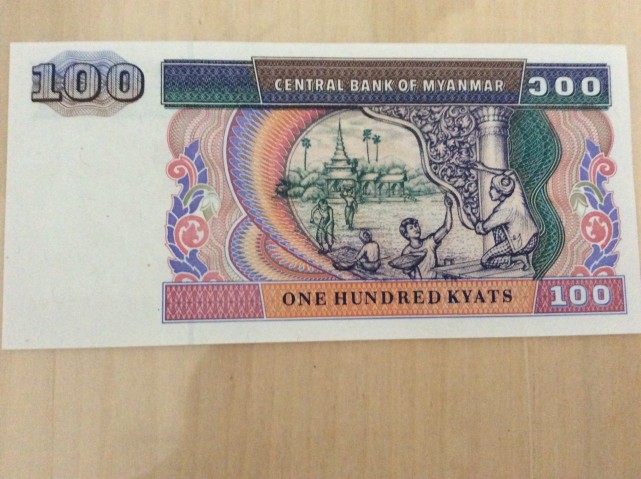 100
CENTRAL BANK OF MYANMAR
၁၀၀
ONE HUNDRED KYATS
100